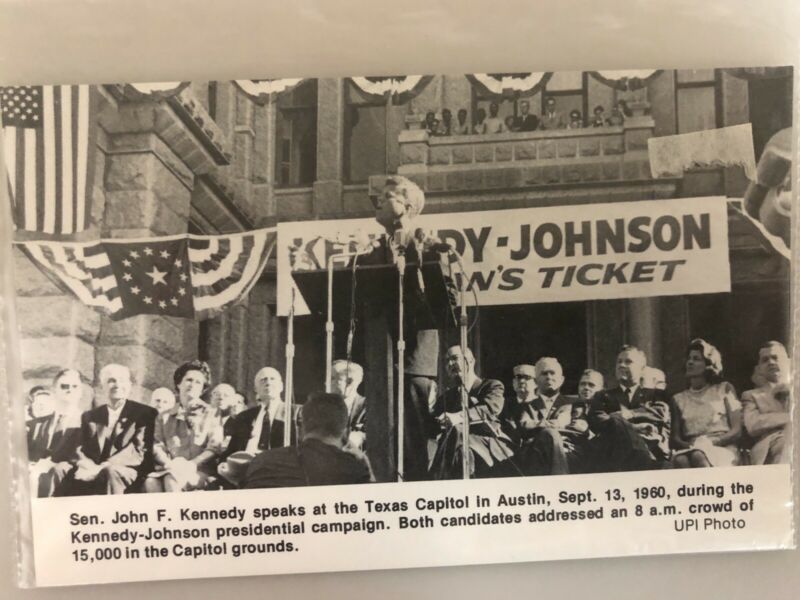 KENNEDY-JOHNSON
N'S TICKET
Sen. John F. Kennedy speaks at the Texas Capitol in Austin, Sept. 13, 1960, during the
Kennedy-Johnson presidential campaign. Both candidates addressed an 8 a.m. crowd of
15,000 in the Capitol grounds.
UPI Photo